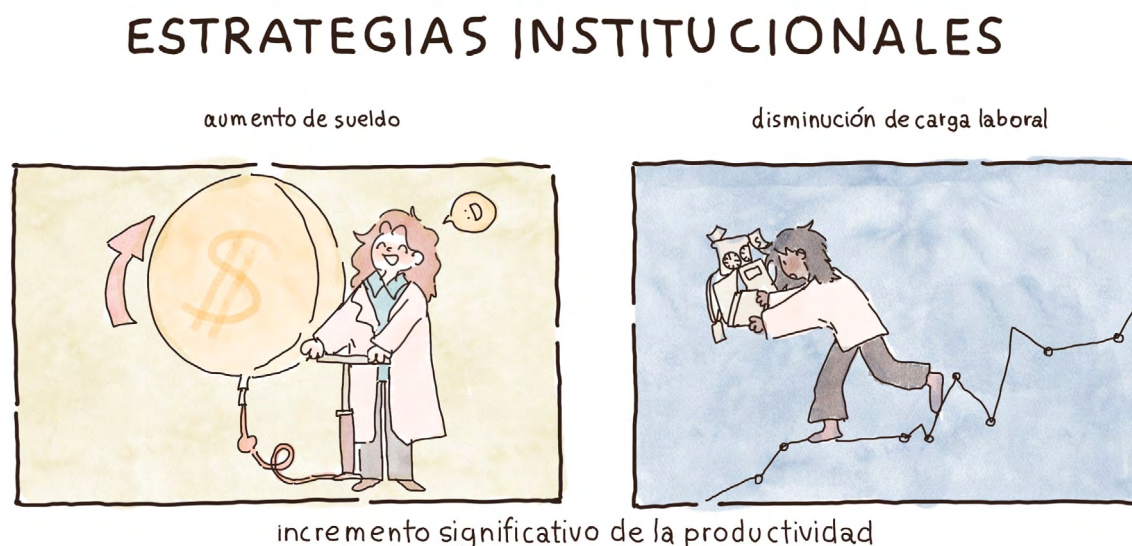 ESTRATEGIAS INSTITUCIONALES
aumento de sueldo
disminución de carga laboral
$
:D
incremento significativo de la productividad